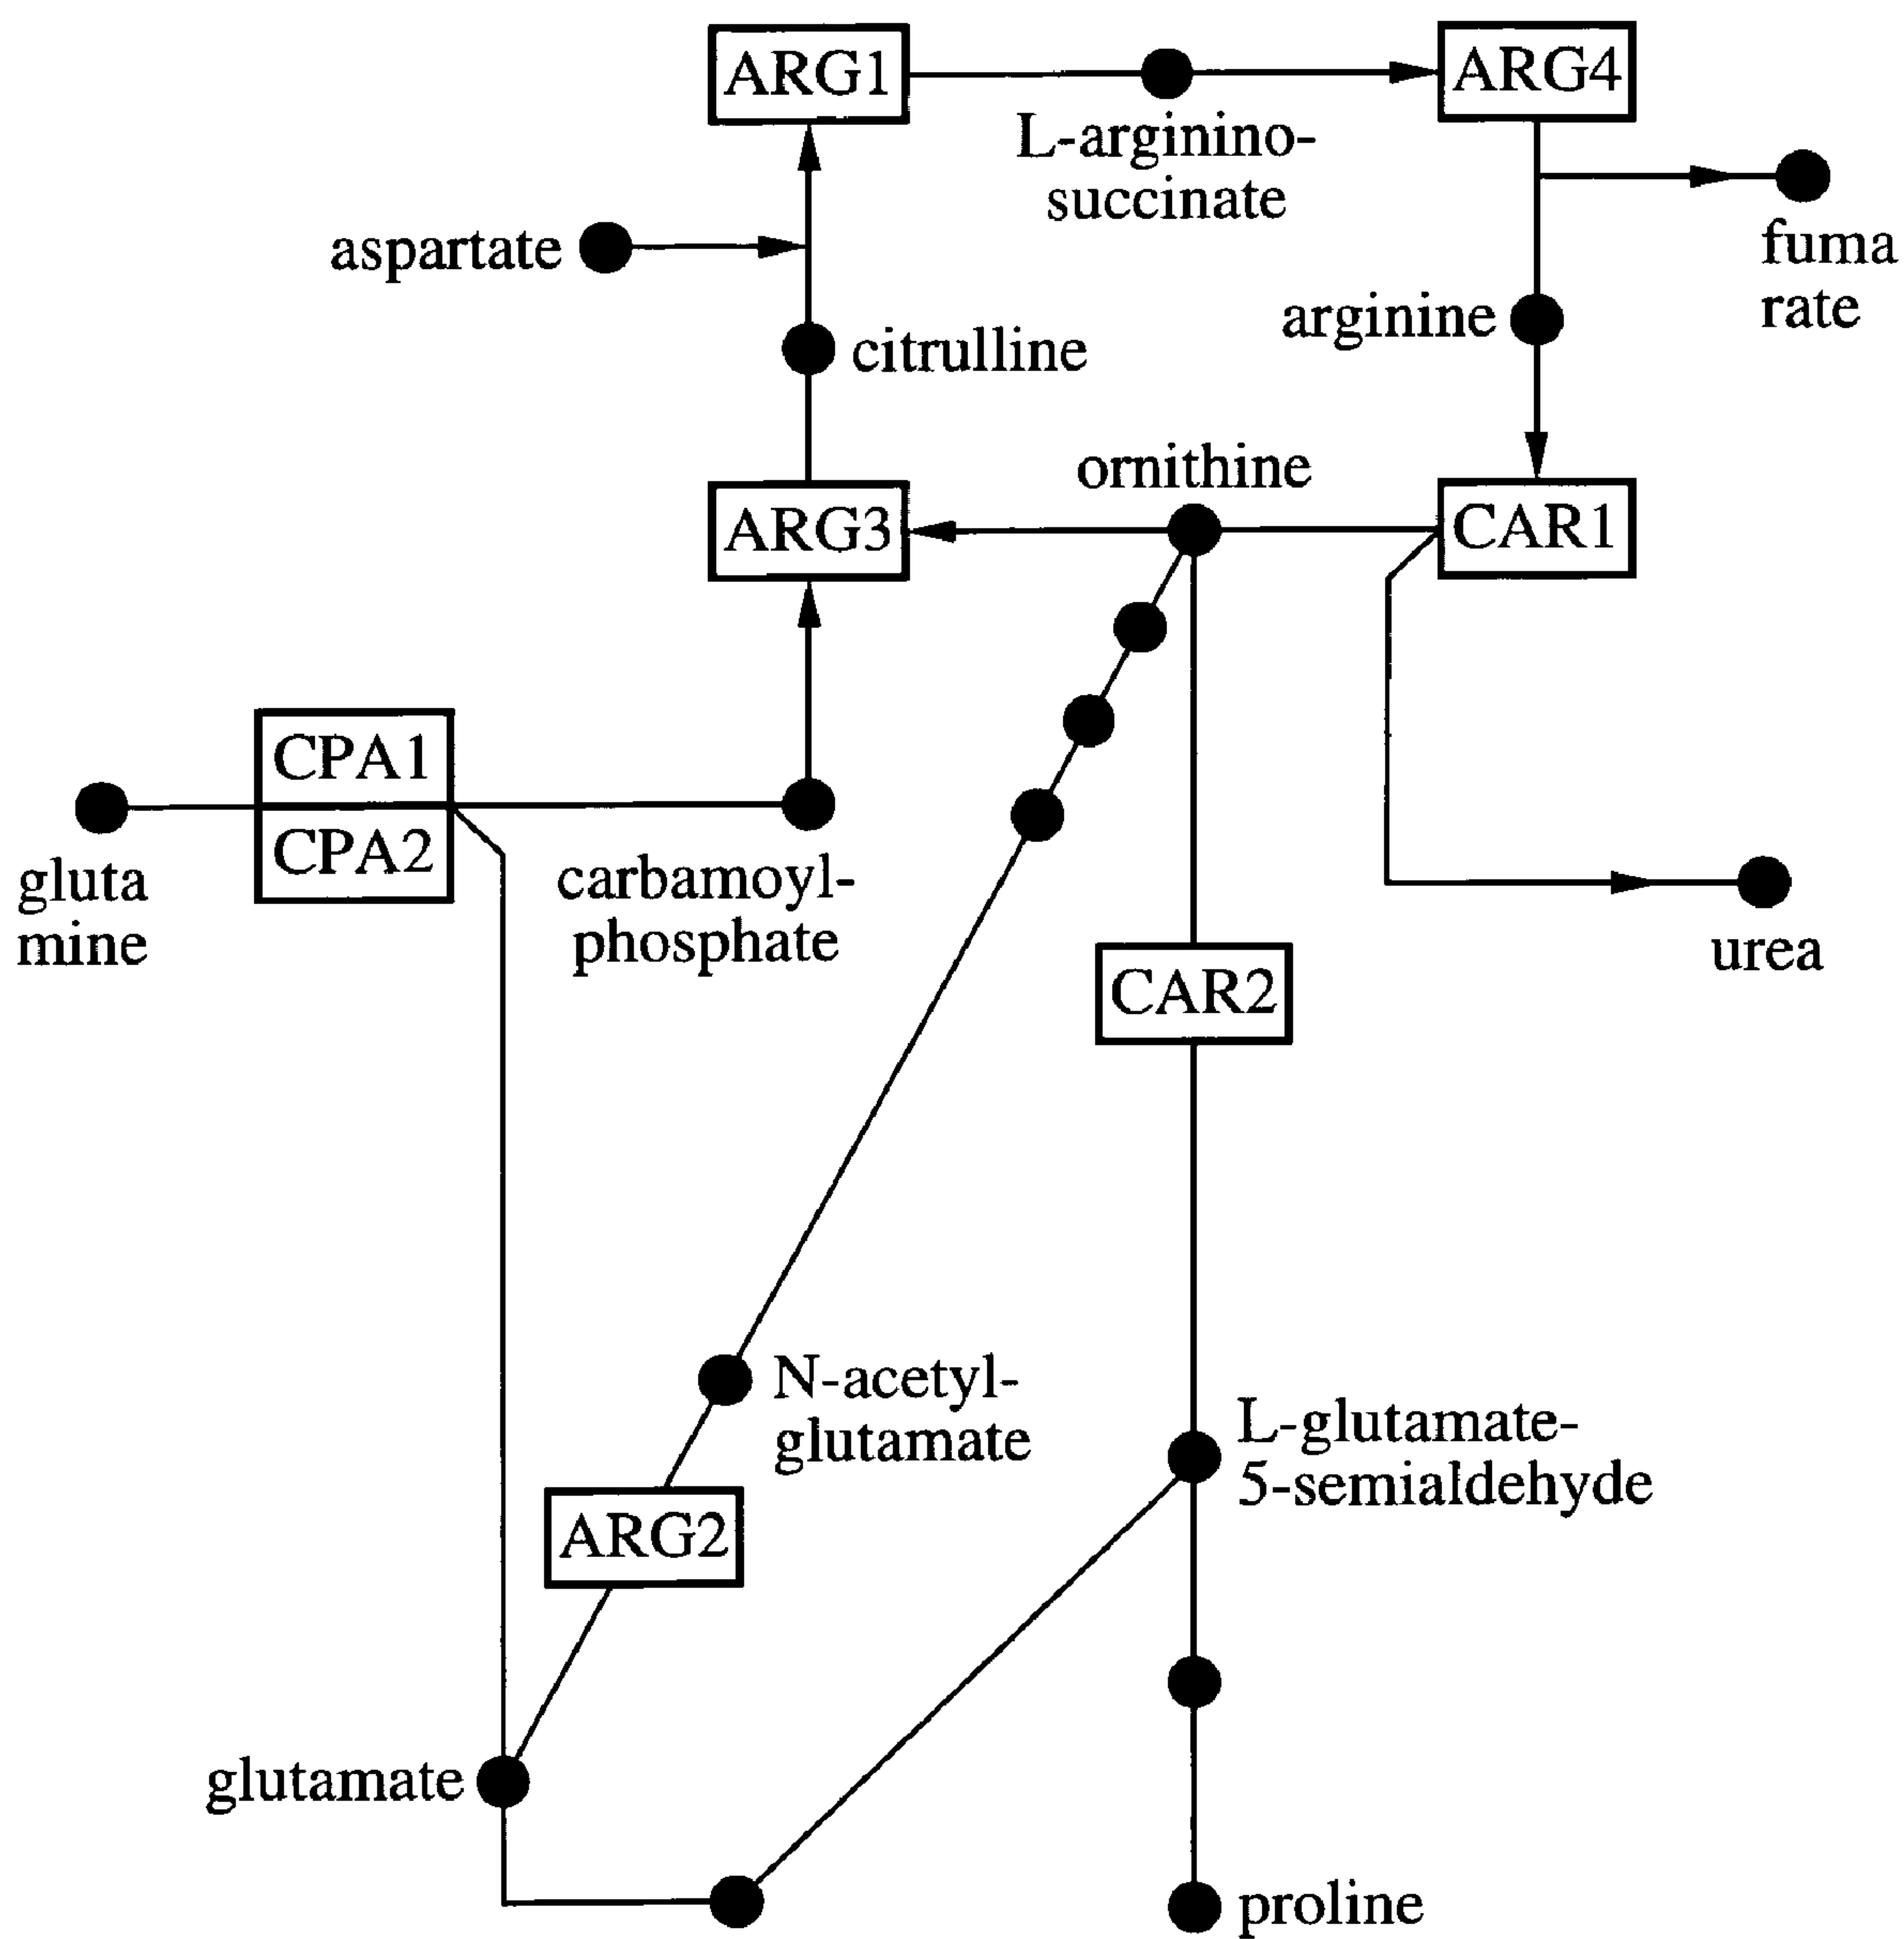 ARG1
ARG4
L-arginino-
succinate
aspartate
fuma
rate
arginine
citrulline
ornithine
ARG3
CAR1
CPA1
CPA2
gluta
mine
carbamoyl-
phosphate
urea
CAR2
N-acetyl-
glutamate
L-glutamate-
5-semialdehyde
ARG2
glutamate
proline